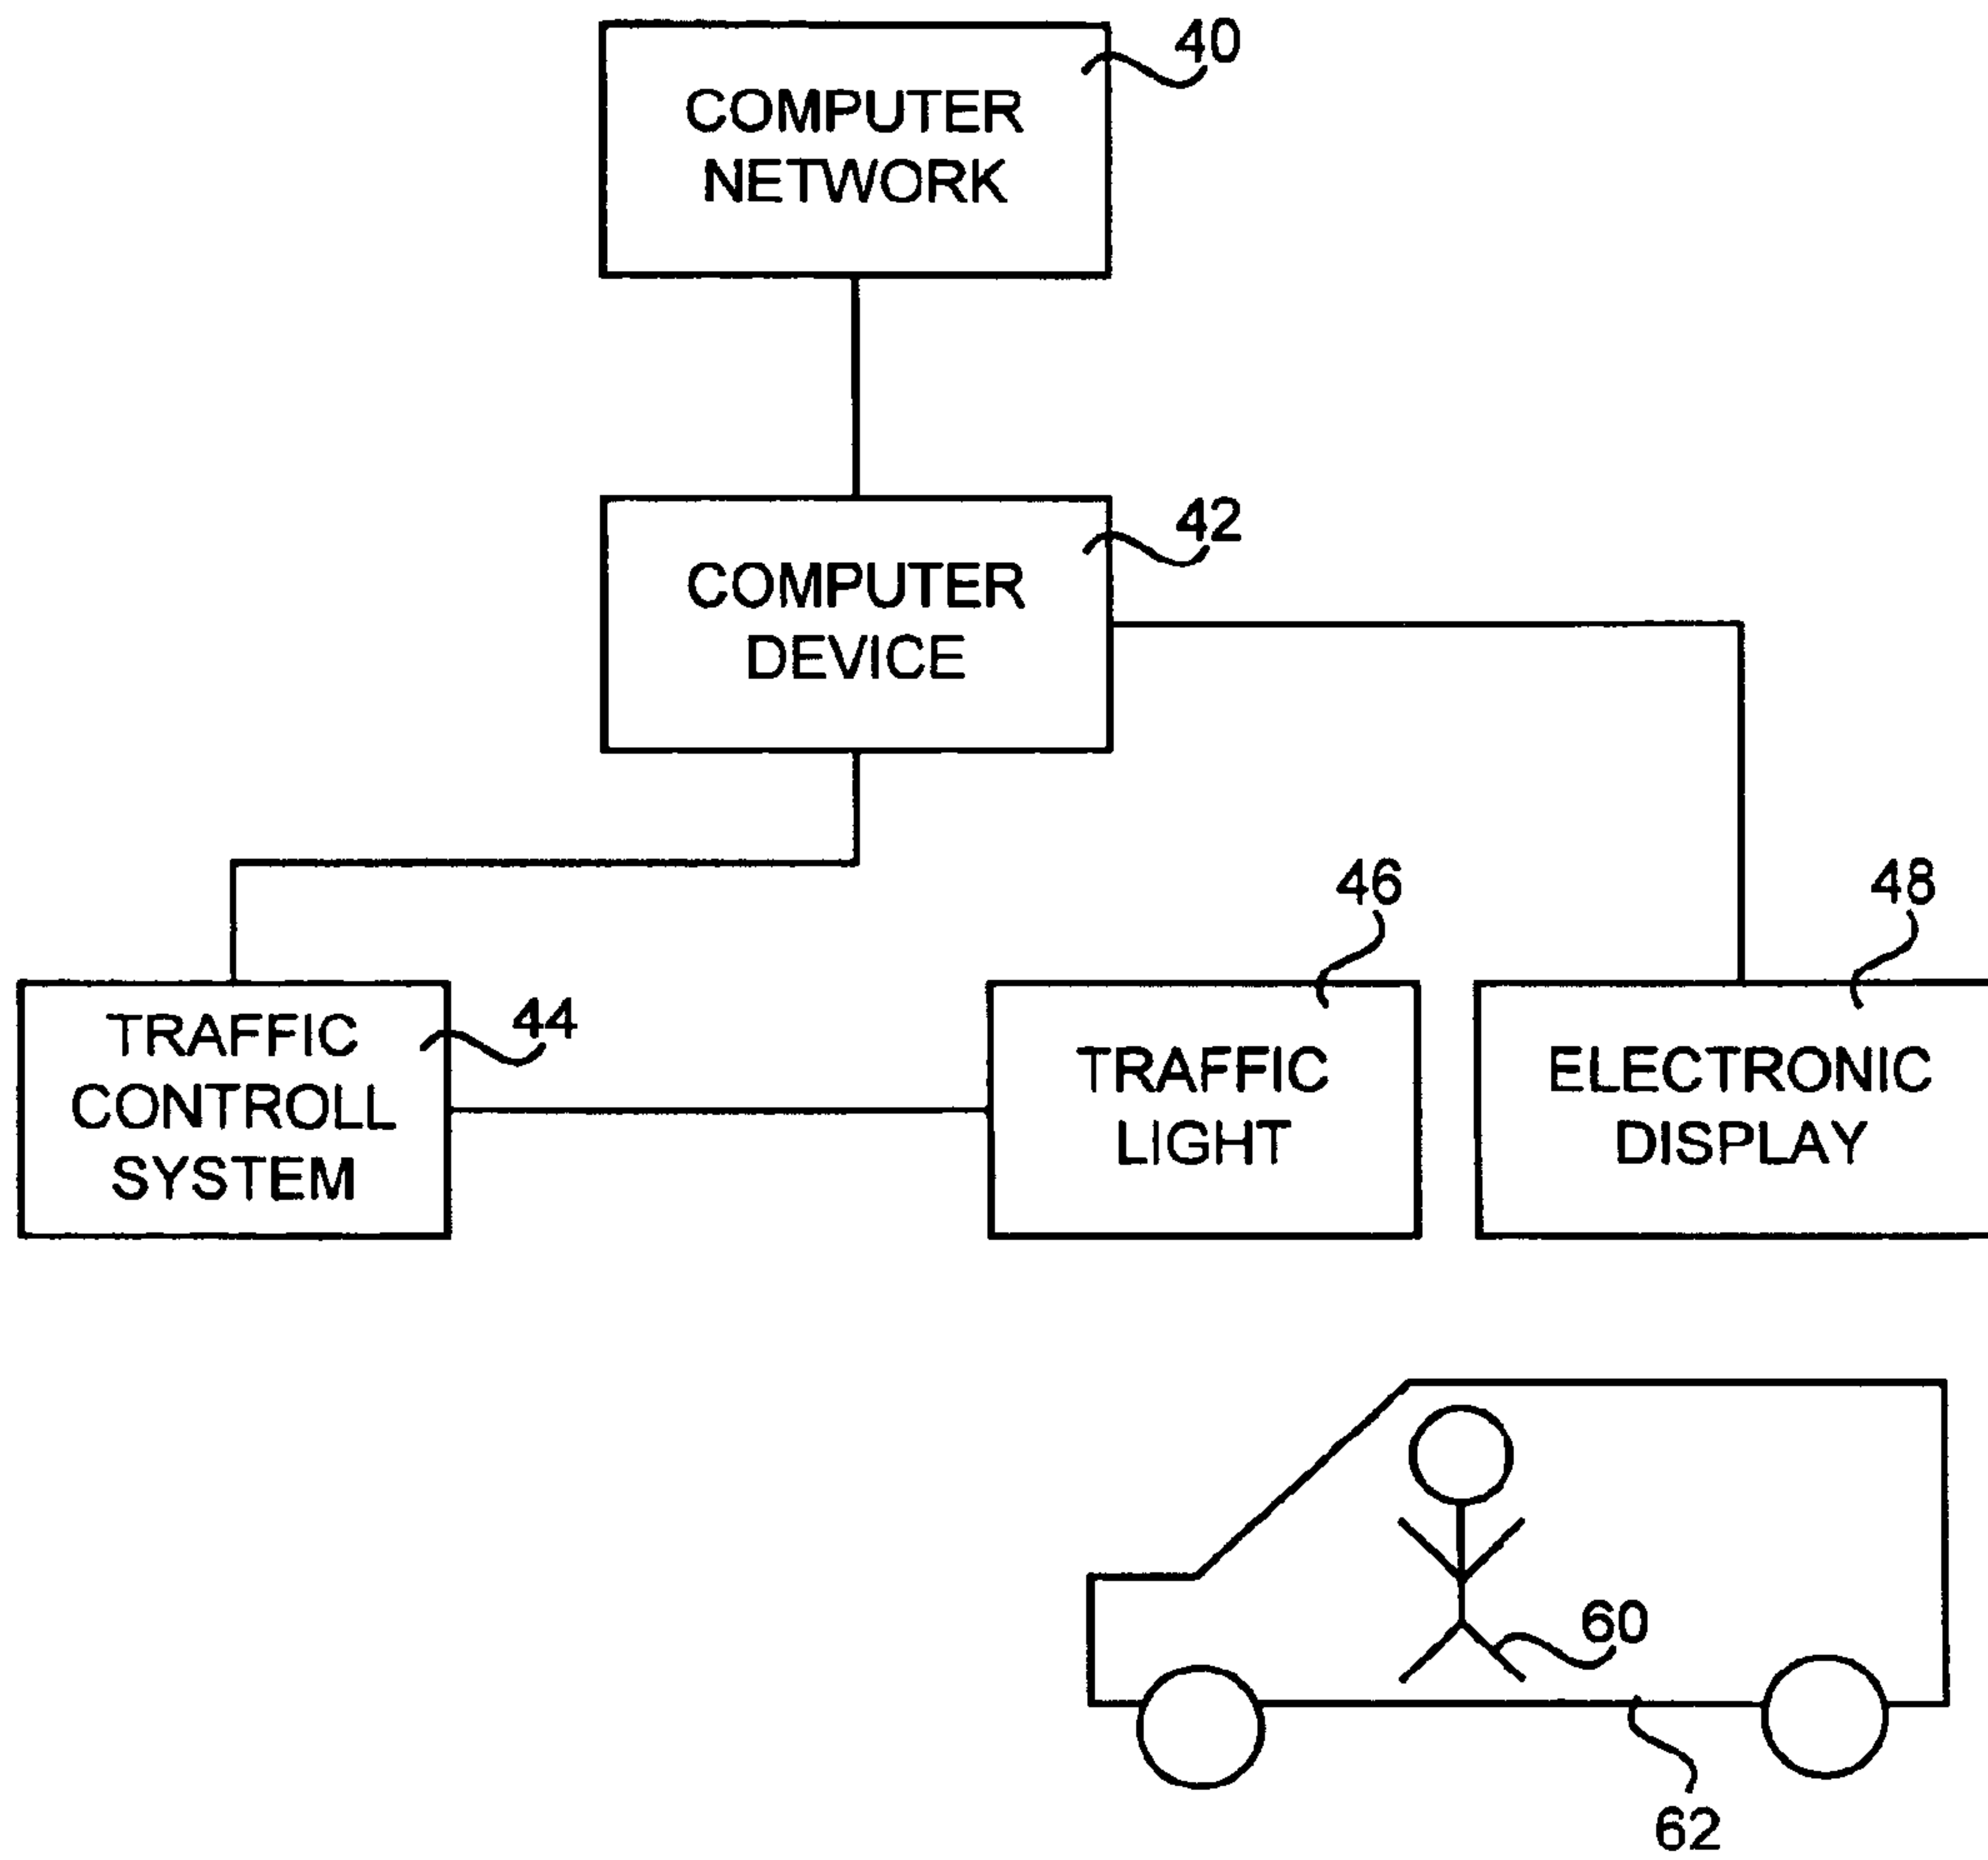 40
COMPUTER
NETWORK
42
COMPUTER
DEVICE
46
48
TRAFFIC
CONTROLL
SYSTEM
44
TRAFFIC
LIGHT
ELECTRONIC
DISPLAY
60
62